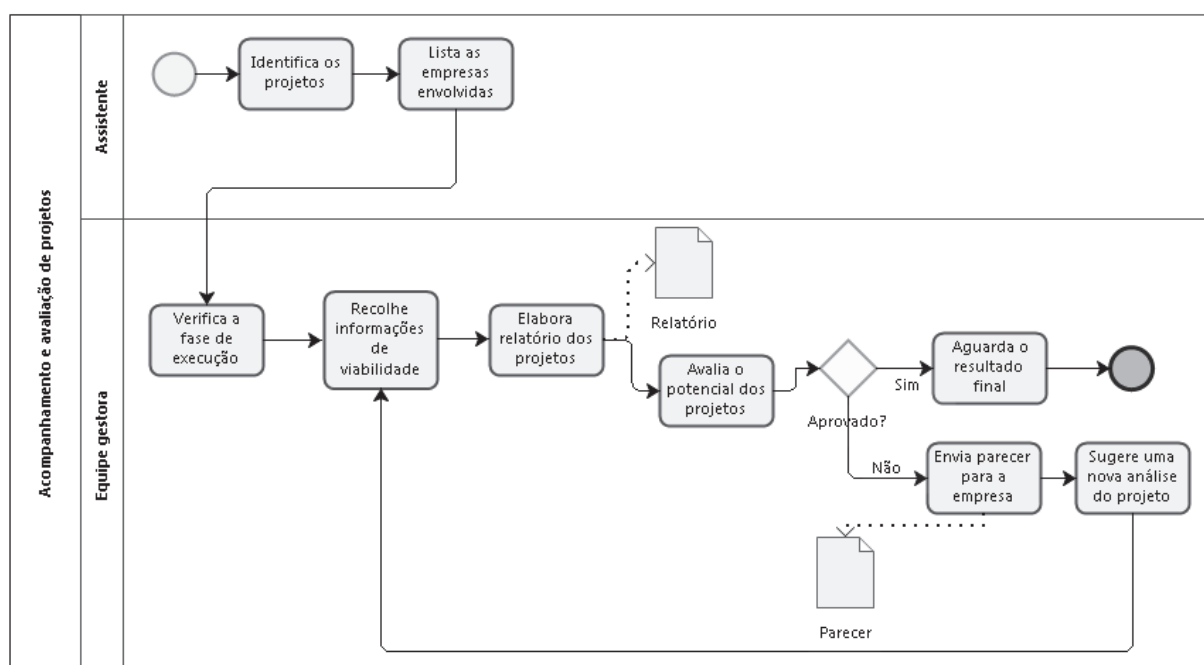 Acompanhamento e avaliação de projetos
Assistente
Identifica os
projetos
Lista as
empresas
envolvidas
Equipe gestora
Verifica a
fase de
execução
Recolhe
informações
de
viabilidade
Elabora
relatório dos
projetos
Relatório
Avalia o
potencial dos
projetos
Aprovado?
Sim
Aguarda o
resultado
final
Não
Envia parecer
para a
empresa
Sugere uma
nova análise
do projeto
Parecer